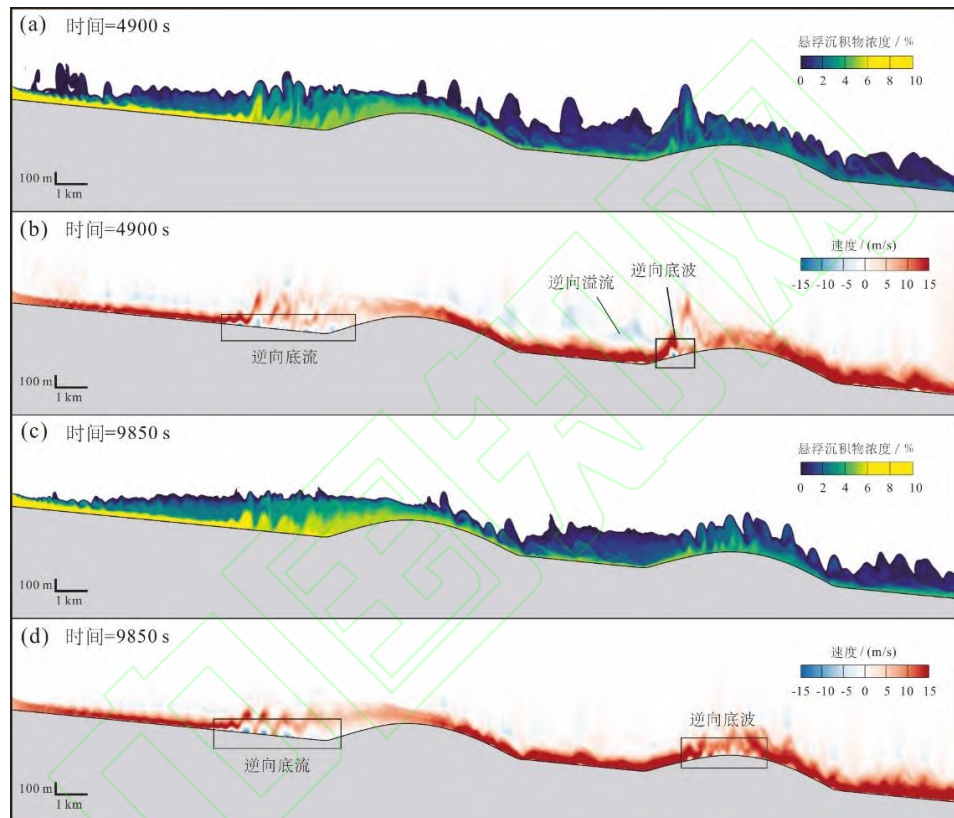 (a) 时间=4900 s
悬浮沉积物浓度 / %
0 2 4 6 8 10
100 m
1 km
(b) 时间=4900 s
速度 / (m/s)
-15 -10 -5 0 5 10 15
逆向溢流
逆向底波
逆向底流
100 m
1 km
(c) 时间=9850 s
悬浮沉积物浓度 / %
0 2 4 6 8 10
100 m
1 km
(d) 时间=9850 s
速度 / (m/s)
-15 -10 -5 0 5 10 15
逆向底波
逆向底流
100 m
1 km